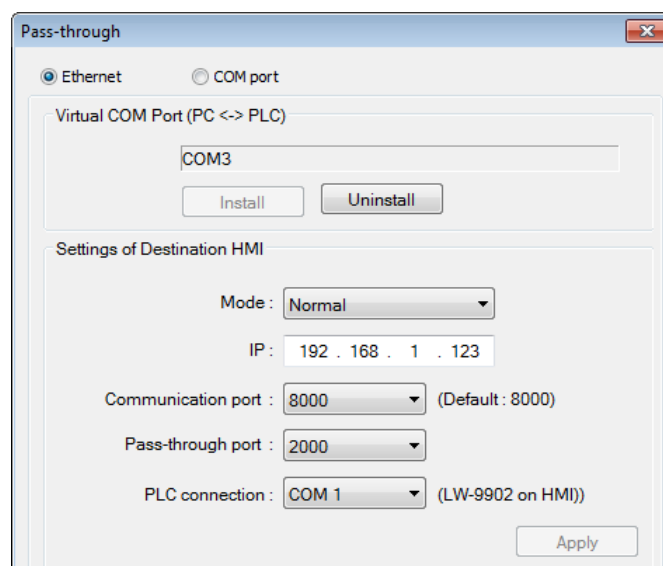 Pass-through
Ethernet COM port
Virtual COM Port (PC <-> PLC)
COM3
Install Uninstall
Settings of Destination HMI
Mode : Normal
IP : 192 . 168 . 1 . 123
Communication port : 8000 (Default : 8000)
Pass-through port : 2000
PLC connection : COM 1 (LW-9902 on HMI))
Apply